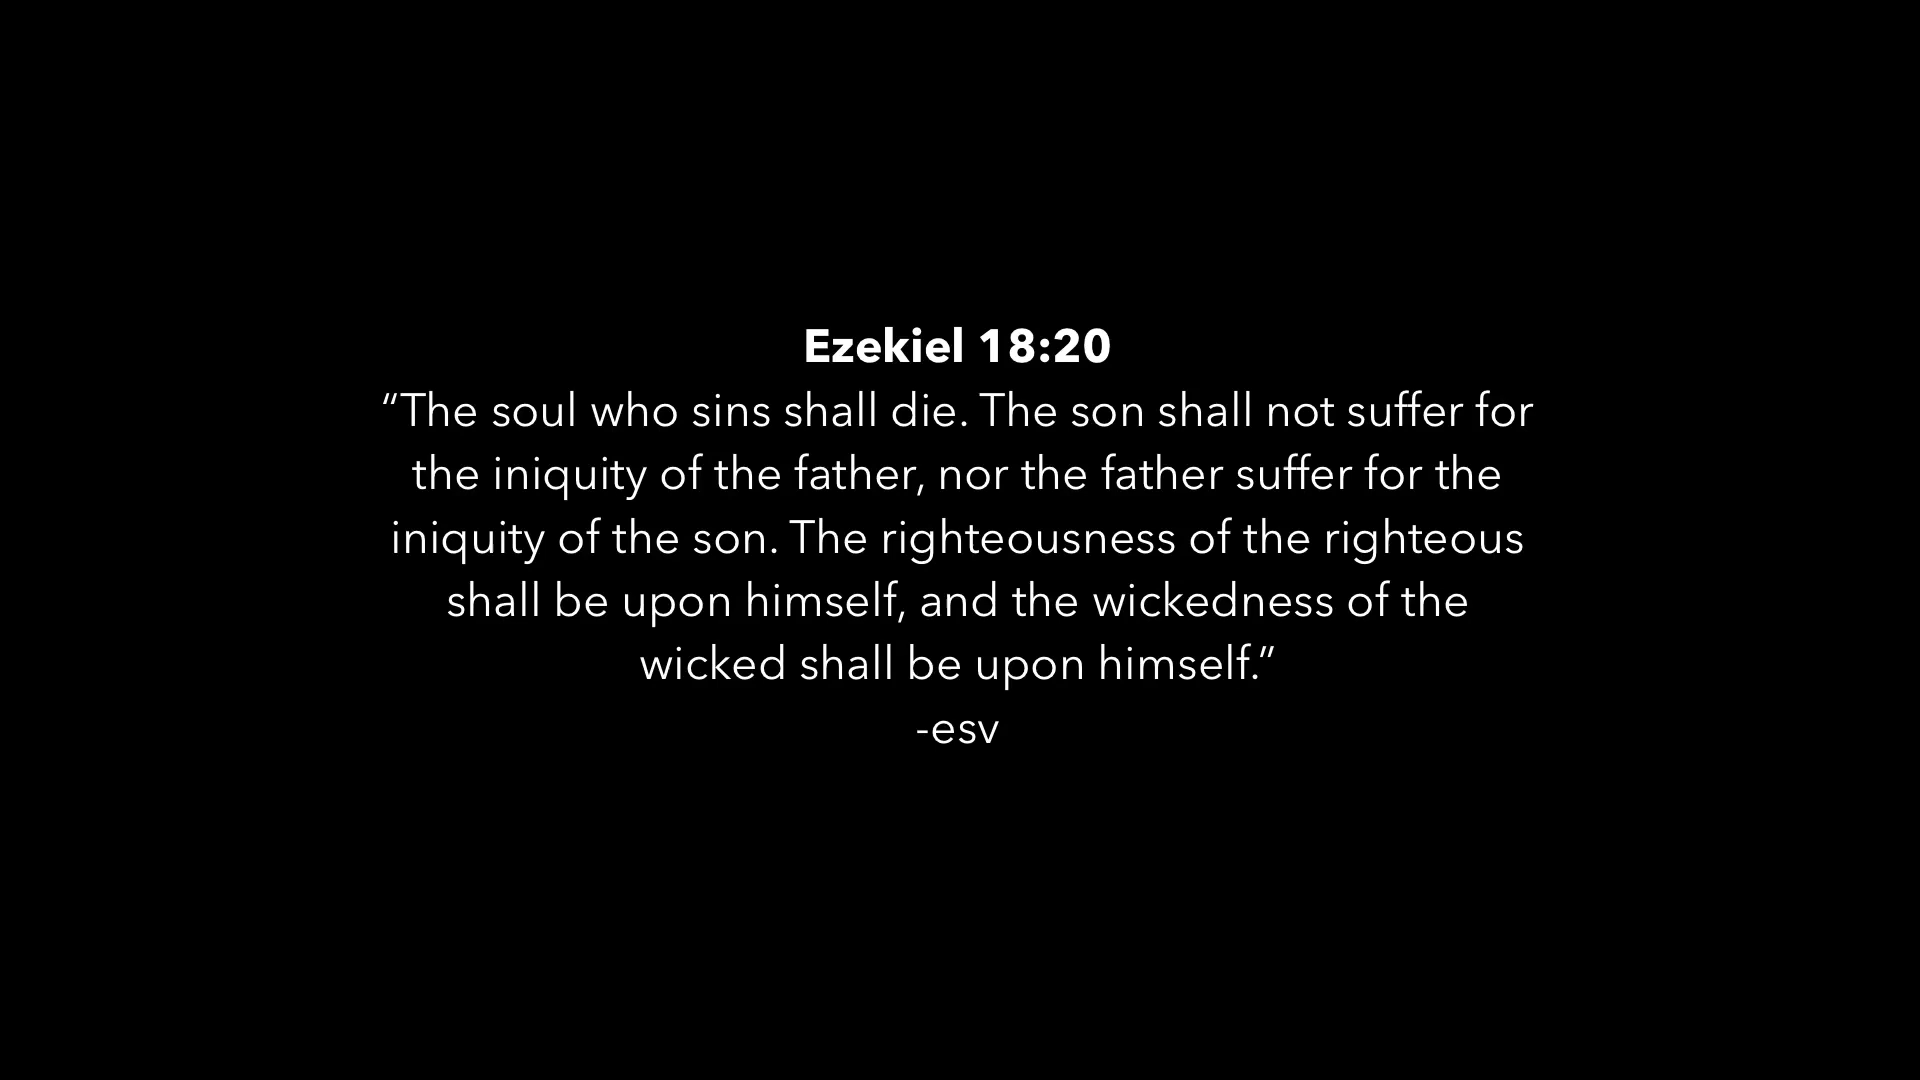 Ezekiel 18:20
“The soul who sins shall die. The son shall not suffer for
the iniquity of the father, nor the father suffer for the
iniquity of the son. The righteousness of the righteous
shall be upon himself, and the wickedness of the
wicked shall be upon himself.”
-esv